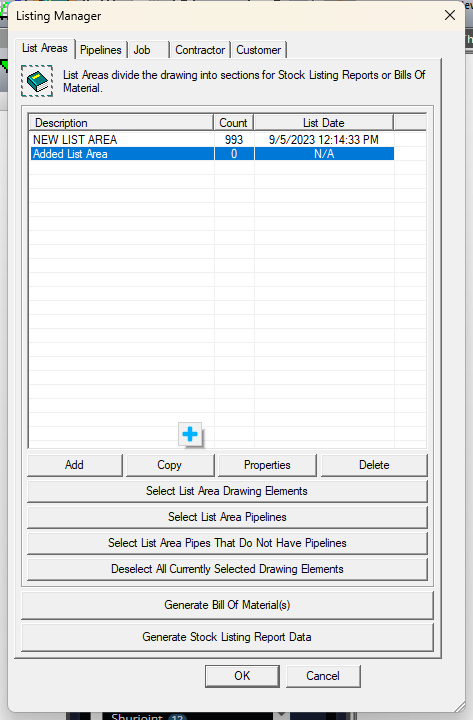 Listing Manager
List Areas Pipelines Job Contractor Customer
List Areas divide the drawing into sections for Stock Listing Reports or Bills Of
Material.
Description Count List Date
NEW LIST AREA 993 9/5/2023 12:14:33 PM
Added List Area 0 N/A
Add Copy Properties Delete
Select List Area Drawing Elements
Select List Area Pipelines
Select List Area Pipes That Do Not Have Pipelines
Deselect All Currently Selected Drawing Elements
Generate Bill Of Material(s)
Generate Stock Listing Report Data
OK Cancel
Shurjoint 12